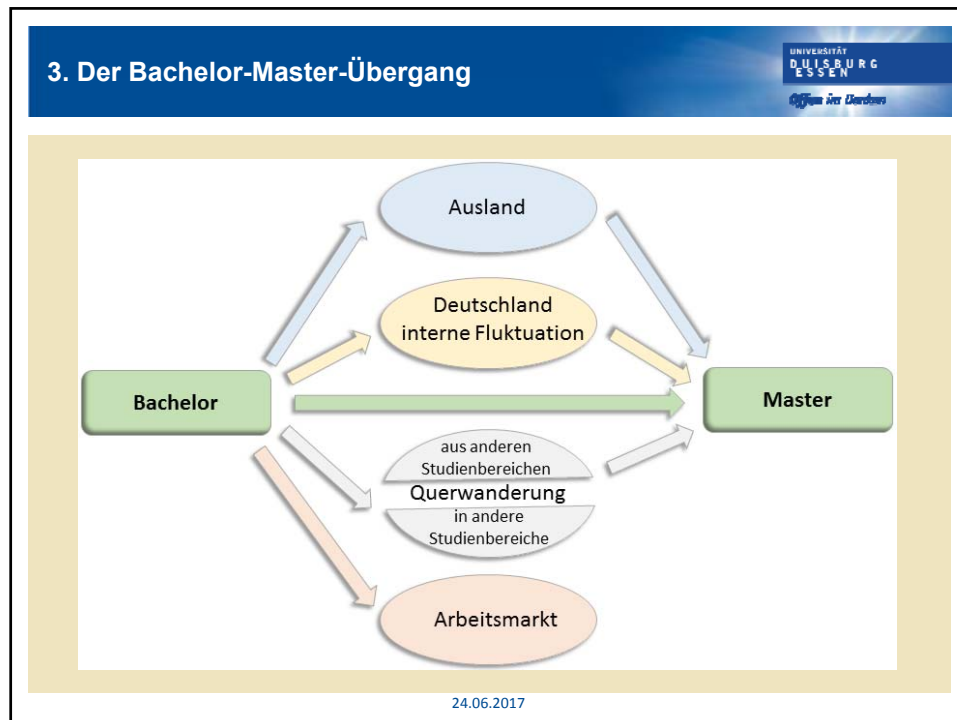 3. Der Bachelor-Master-Übergang
UNIVERSITÄT
DUISBURG
ESSEN
Offen im Denken
Ausland
Deutschland
interne Fluktuation
Bachelor
Master
aus anderen
Studienbereichen
Querwanderung
in andere
Studienbereiche
Arbeitsmarkt
24.06.2017